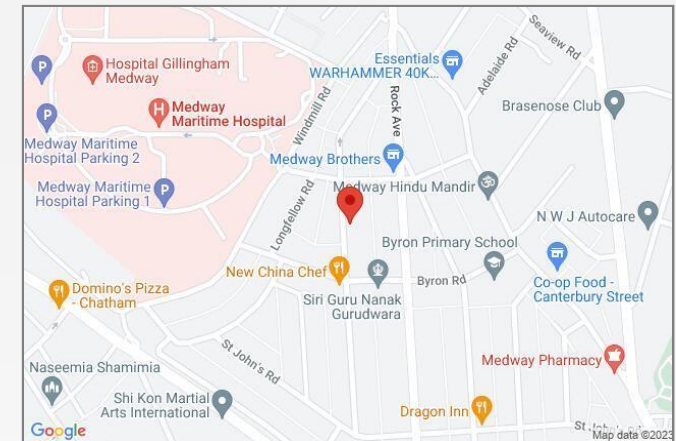 Seaview Rd
Hospital Gillingham
Medway
Essentials
WARHAMMER 40K...
Adelaide Rd
Medway
Maritime Hospital
Windmill Rd
Rock Ave
Brasenose Club
Medway Maritime
Hospital Parking 2
Medway Brothers
Medway Hindu Mandir
Medway Maritime
Hospital Parking 1
Longfellow Rd
N W J Autocare
Byron Primary School
New China Chef
Byron Rd
Co-op Food -
Canterbury Street
Domino's Pizza
- Chatham
Siri Guru Nanak
Gurudwara
St John's Rd
Medway Pharmacy
Naseemia Shamimia
Shi Kon Martial
Arts International
Dragon Inn
Google
Map data ©2023